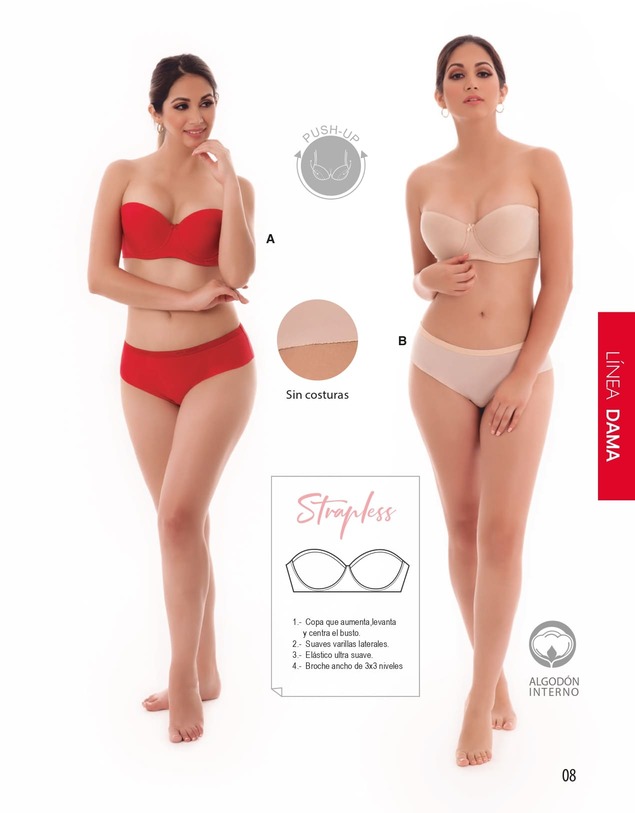 PUSH-UP
A
B
Sin costuras
LÍNEA DAMA
Strapless
1.- Copa que aumenta,levanta
y centra el busto.
2.- Suaves varillas laterales.
3.- Elástico ultra suave.
4.- Broche ancho de 3x3 niveles
ALGODÓN
INTERNO
08